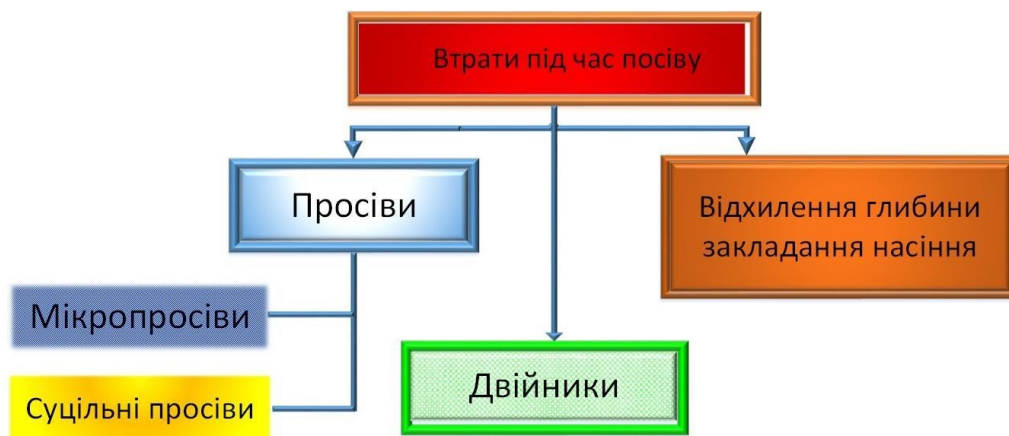 Втрати під час посіву
Просіви
Відхилення глибини
закладання насіння
Мікропросіви
Двійники
Суцільні просіви